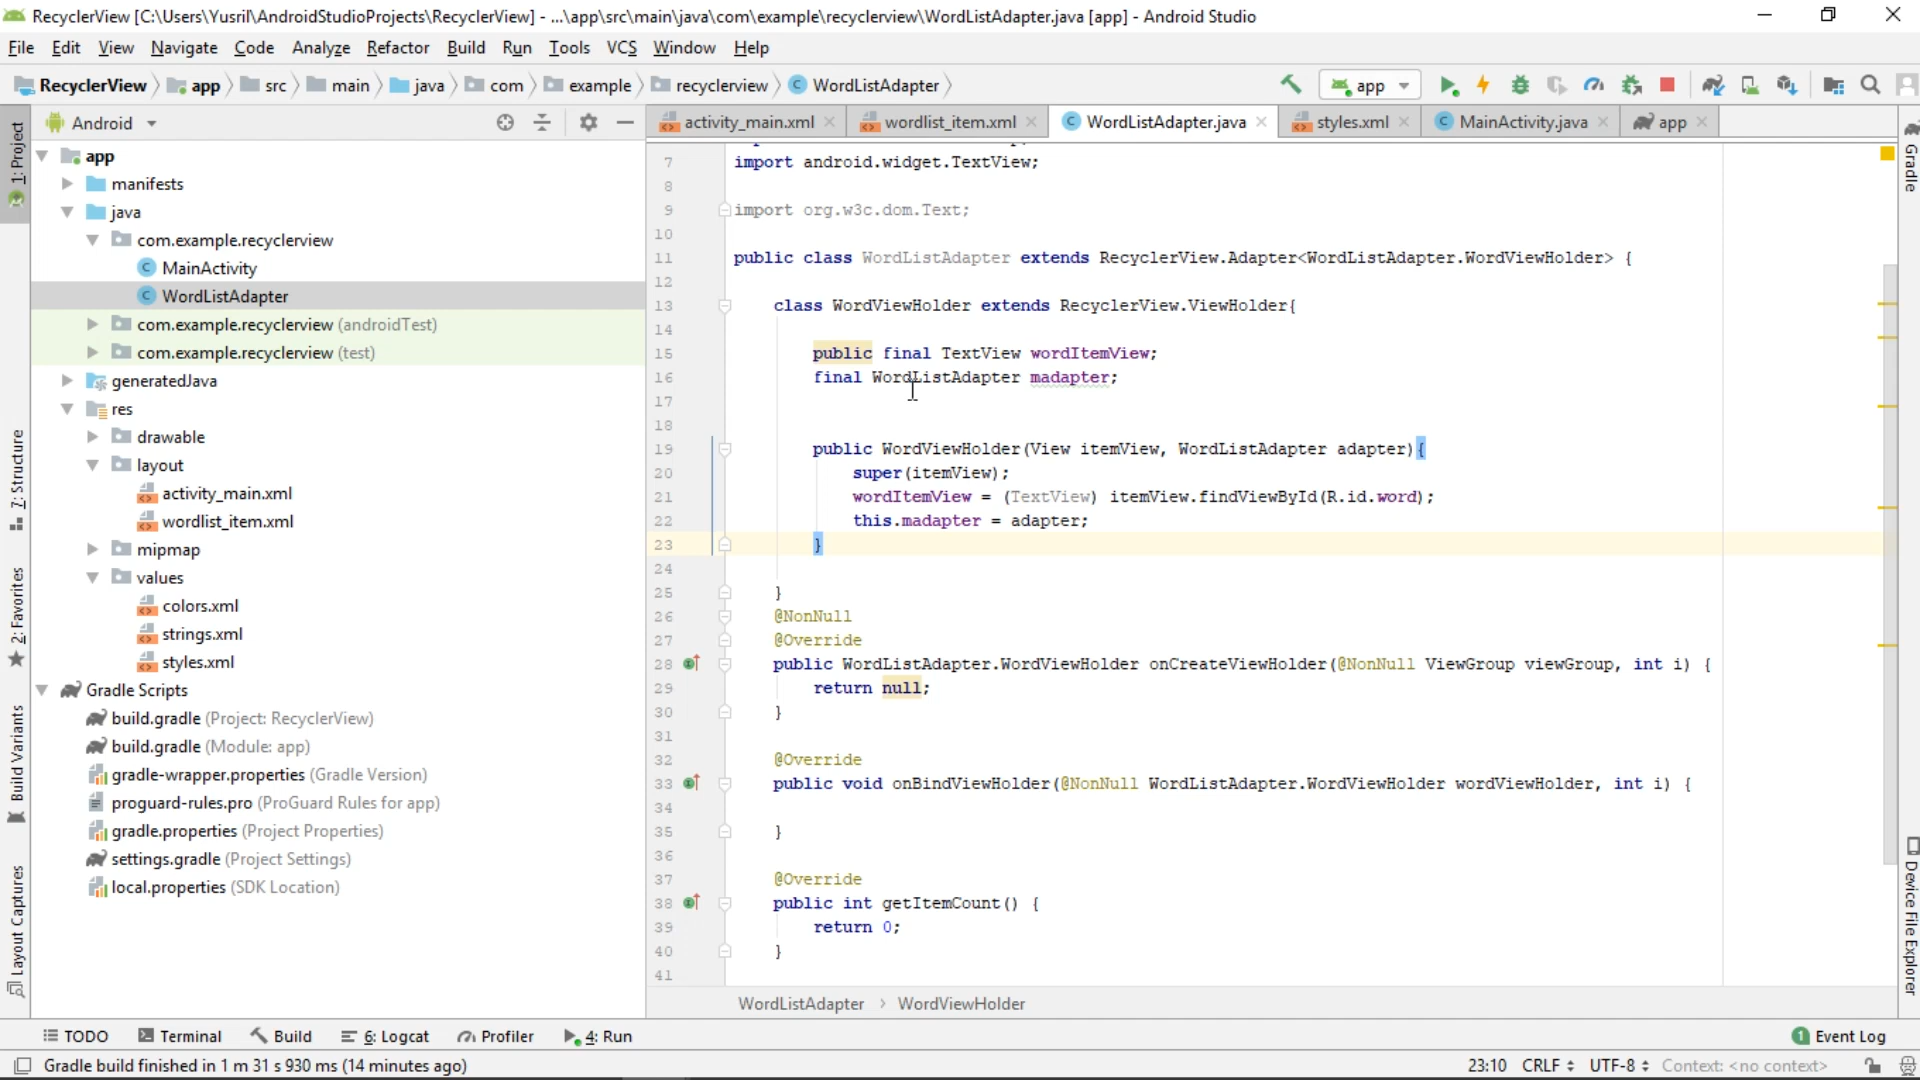 RecyclerView [C:\Users\Yusril\AndroidStudioProjects\RecyclerView] - ...\app\src\main\java\com\example\recyclerview\WordListAdapter.java [app] - Android Studio
File Edit View Navigate Code Analyze Refactor Build Run Tools VCS Window Help
RecyclerView app src main java com example recyclerview WordListAdapter app
Android
activity_main.xml wordlist_item.xml WordListAdapter.java styles.xml MainActivity.java app
1: Project
7: Structure
2: Favorites
Build Variants
Layout Captures
app
manifests
java
com.example.recyclerview
MainActivity
WordListAdapter
com.example.recyclerview (androidTest)
com.example.recyclerview (test)
generatedJava
res
drawable
layout
activity_main.xml
wordlist_item.xml
mipmap
values
colors.xml
strings.xml
styles.xml
Gradle Scripts
build.gradle (Project: RecyclerView)
build.gradle (Module: app)
gradle-wrapper.properties (Gradle Version)
proguard-rules.pro (ProGuard Rules for app)
gradle.properties (Project Properties)
settings.gradle (Project Settings)
local.properties (SDK Location)
7 import android.widget.TextView;
8
9 import org.w3c.dom.Text;
10
11 public class WordListAdapter extends RecyclerView.Adapter<WordListAdapter.WordViewHolder> {
12
13 class WordViewHolder extends RecyclerView.ViewHolder{
14
15 public final TextView wordItemView;
16 final WordListAdapter madapter;
17
18
19 public WordViewHolder(View itemView, WordListAdapter adapter){
20 super(itemView);
21 wordItemView = (TextView) itemView.findViewById(R.id.word);
22 this.madapter = adapter;
23 }
24
25 }
26 @NonNull
27 @Override
28 public WordListAdapter.WordViewHolder onCreateViewHolder(@NonNull ViewGroup viewGroup, int i) {
29 return null;
30 }
31
32 @Override
33 public void onBindViewHolder(@NonNull WordListAdapter.WordViewHolder wordViewHolder, int i) {
34
35 }
36
37 @Override
38 public int getItemCount() {
39 return 0;
40 }
41
WordListAdapter › WordViewHolder
Gradle
Device File Explorer
TODO Terminal Build 6: Logcat Profiler 4: Run 1 Event Log
Gradle build finished in 1 m 31 s 930 ms (14 minutes ago) 23:10 CRLF UTF-8 Context: <no context>